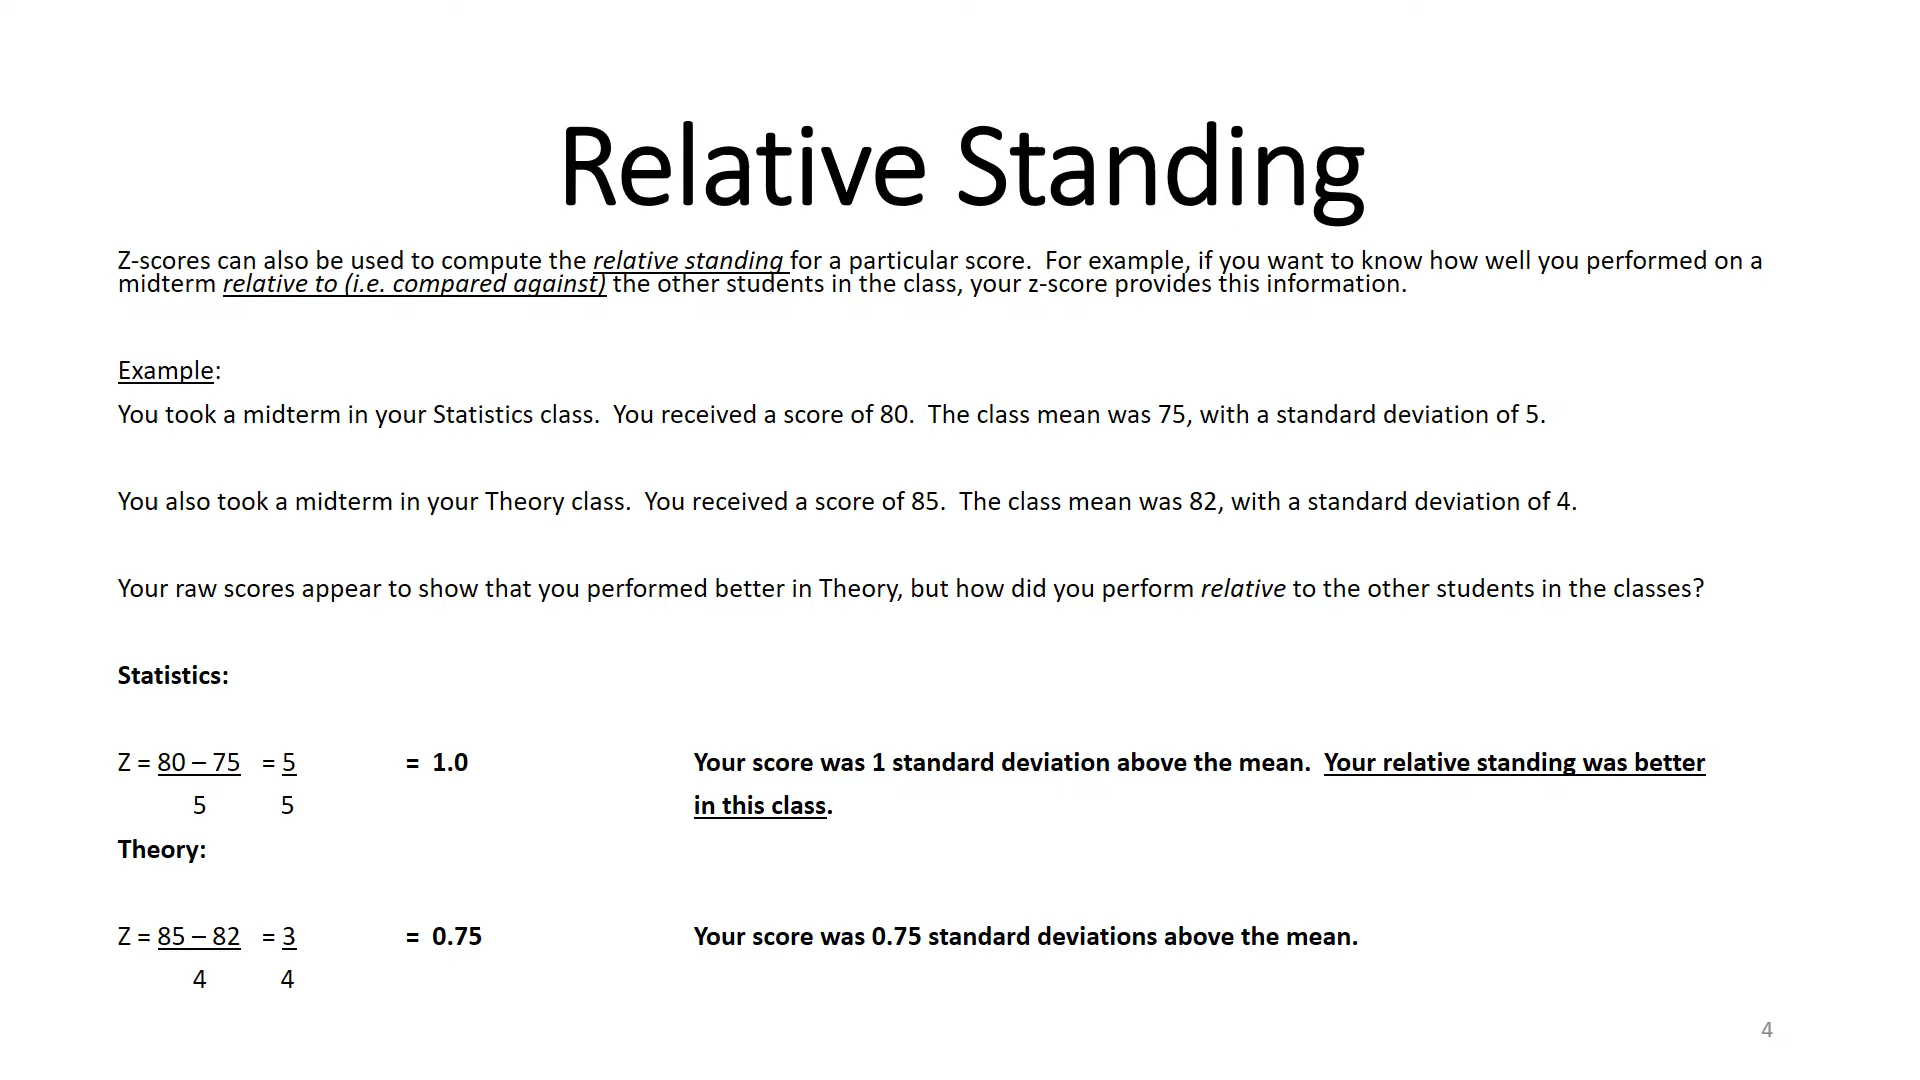 Relative Standing
Z-scores can also be used to compute the relative standing for a particular score.  For example, if you want to know how well you performed on a
midterm relative to (i.e. compared against) the other students in the class, your z-score provides this information.
Example:
You took a midterm in your Statistics class.  You received a score of 80.  The class mean was 75, with a standard deviation of 5.
You also took a midterm in your Theory class.  You received a score of 85.  The class mean was 82, with a standard deviation of 4.
Your raw scores appear to show that you performed better in Theory, but how did you perform relative to the other students in the classes?
Statistics:
Z = 80 – 75 = 5 = 1.0 Your score was 1 standard deviation above the mean.  Your relative standing was better
5 5 in this class.
Theory:
Z = 85 – 82 = 3 = 0.75 Your score was 0.75 standard deviations above the mean.
4 4
4